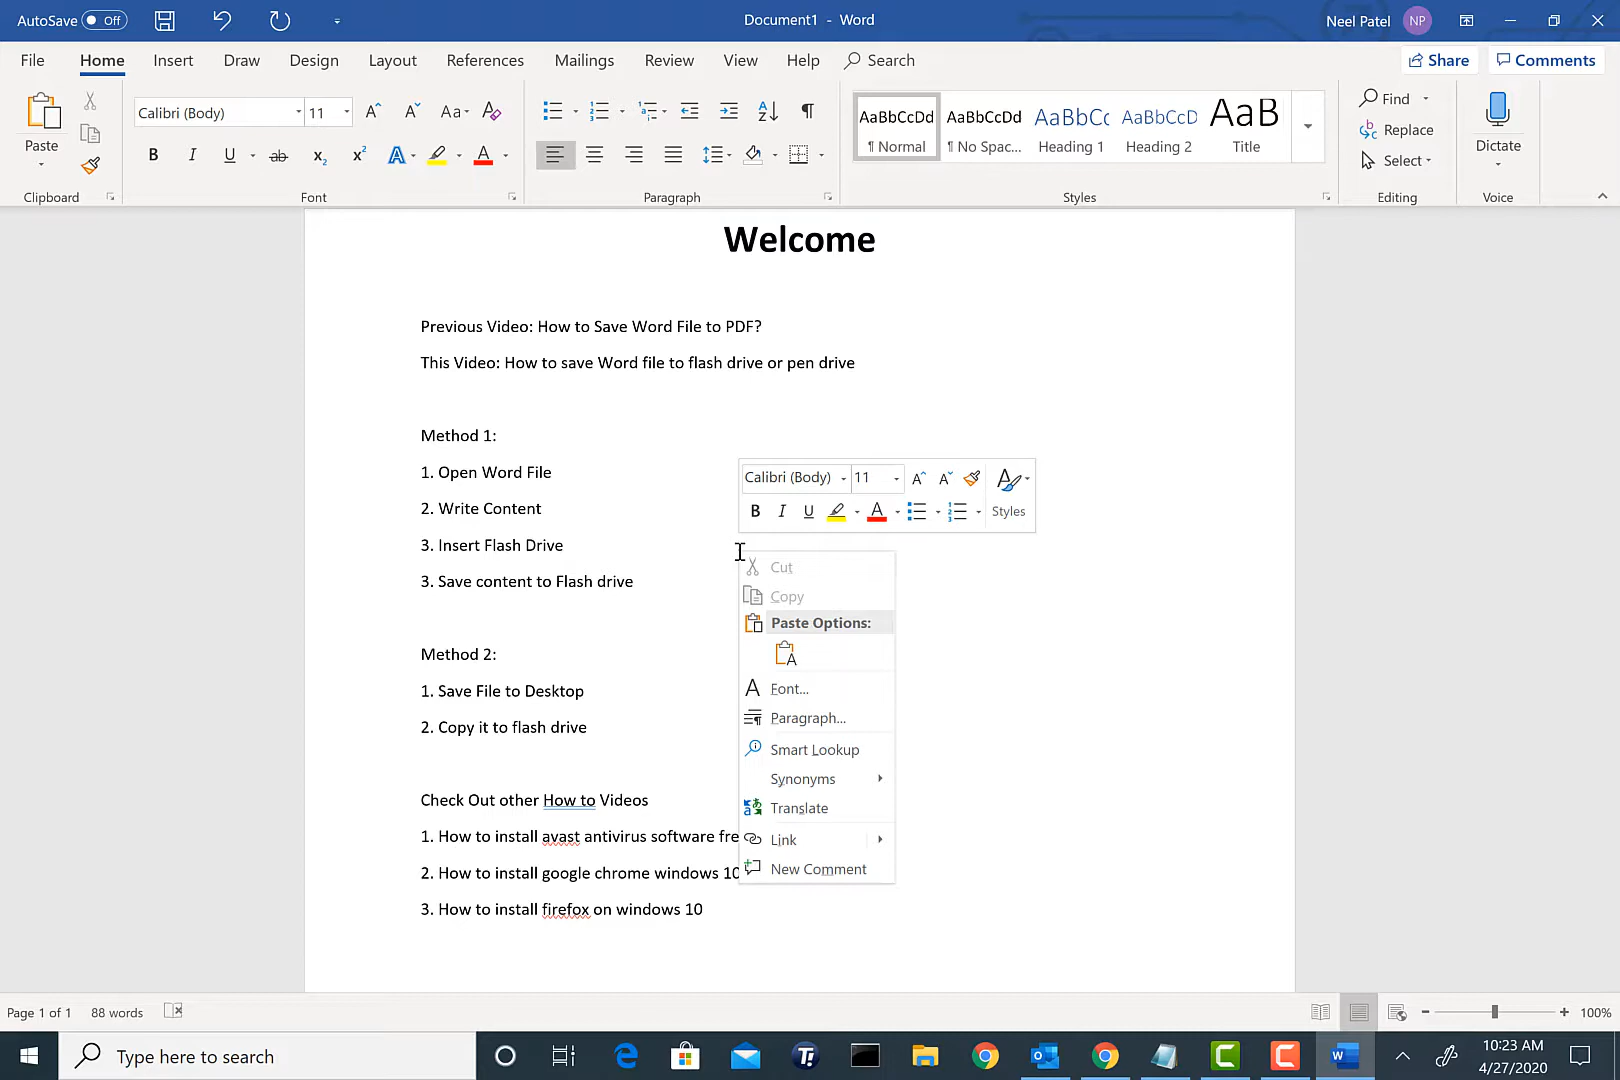 AutoSave Off Document1 - Word Neel Patel NP
File Home Insert Draw Design Layout References Mailings Review View Help Search Share Comments
Paste
Clipboard
Calibri (Body) 11 Aa
B I U ab x₂ x² A A
Font
Paragraph
AaBbCcDd AaBbCcDd AaBbCc AaBbCcD AaB
¶ Normal ¶ No Spac... Heading 1 Heading 2 Title
Styles
Find
Replace
Select
Editing
Dictate
Voice
Welcome
Previous Video: How to Save Word File to PDF?
This Video: How to save Word file to flash drive or pen drive
Method 1:
1. Open Word File
2. Write Content
3. Insert Flash Drive
3. Save content to Flash drive
Method 2:
1. Save File to Desktop
2. Copy it to flash drive
Check Out other How to Videos
1. How to install avast antivirus software fre
2. How to install google chrome windows 10
3. How to install firefox on windows 10
Calibri (Body) 11
B I U A Styles
Cut
Copy
Paste Options:
Font...
Paragraph...
Smart Lookup
Synonyms
Translate
Link
New Comment
Page 1 of 1 88 words 100%
Type here to search
10:23 AM
4/27/2020